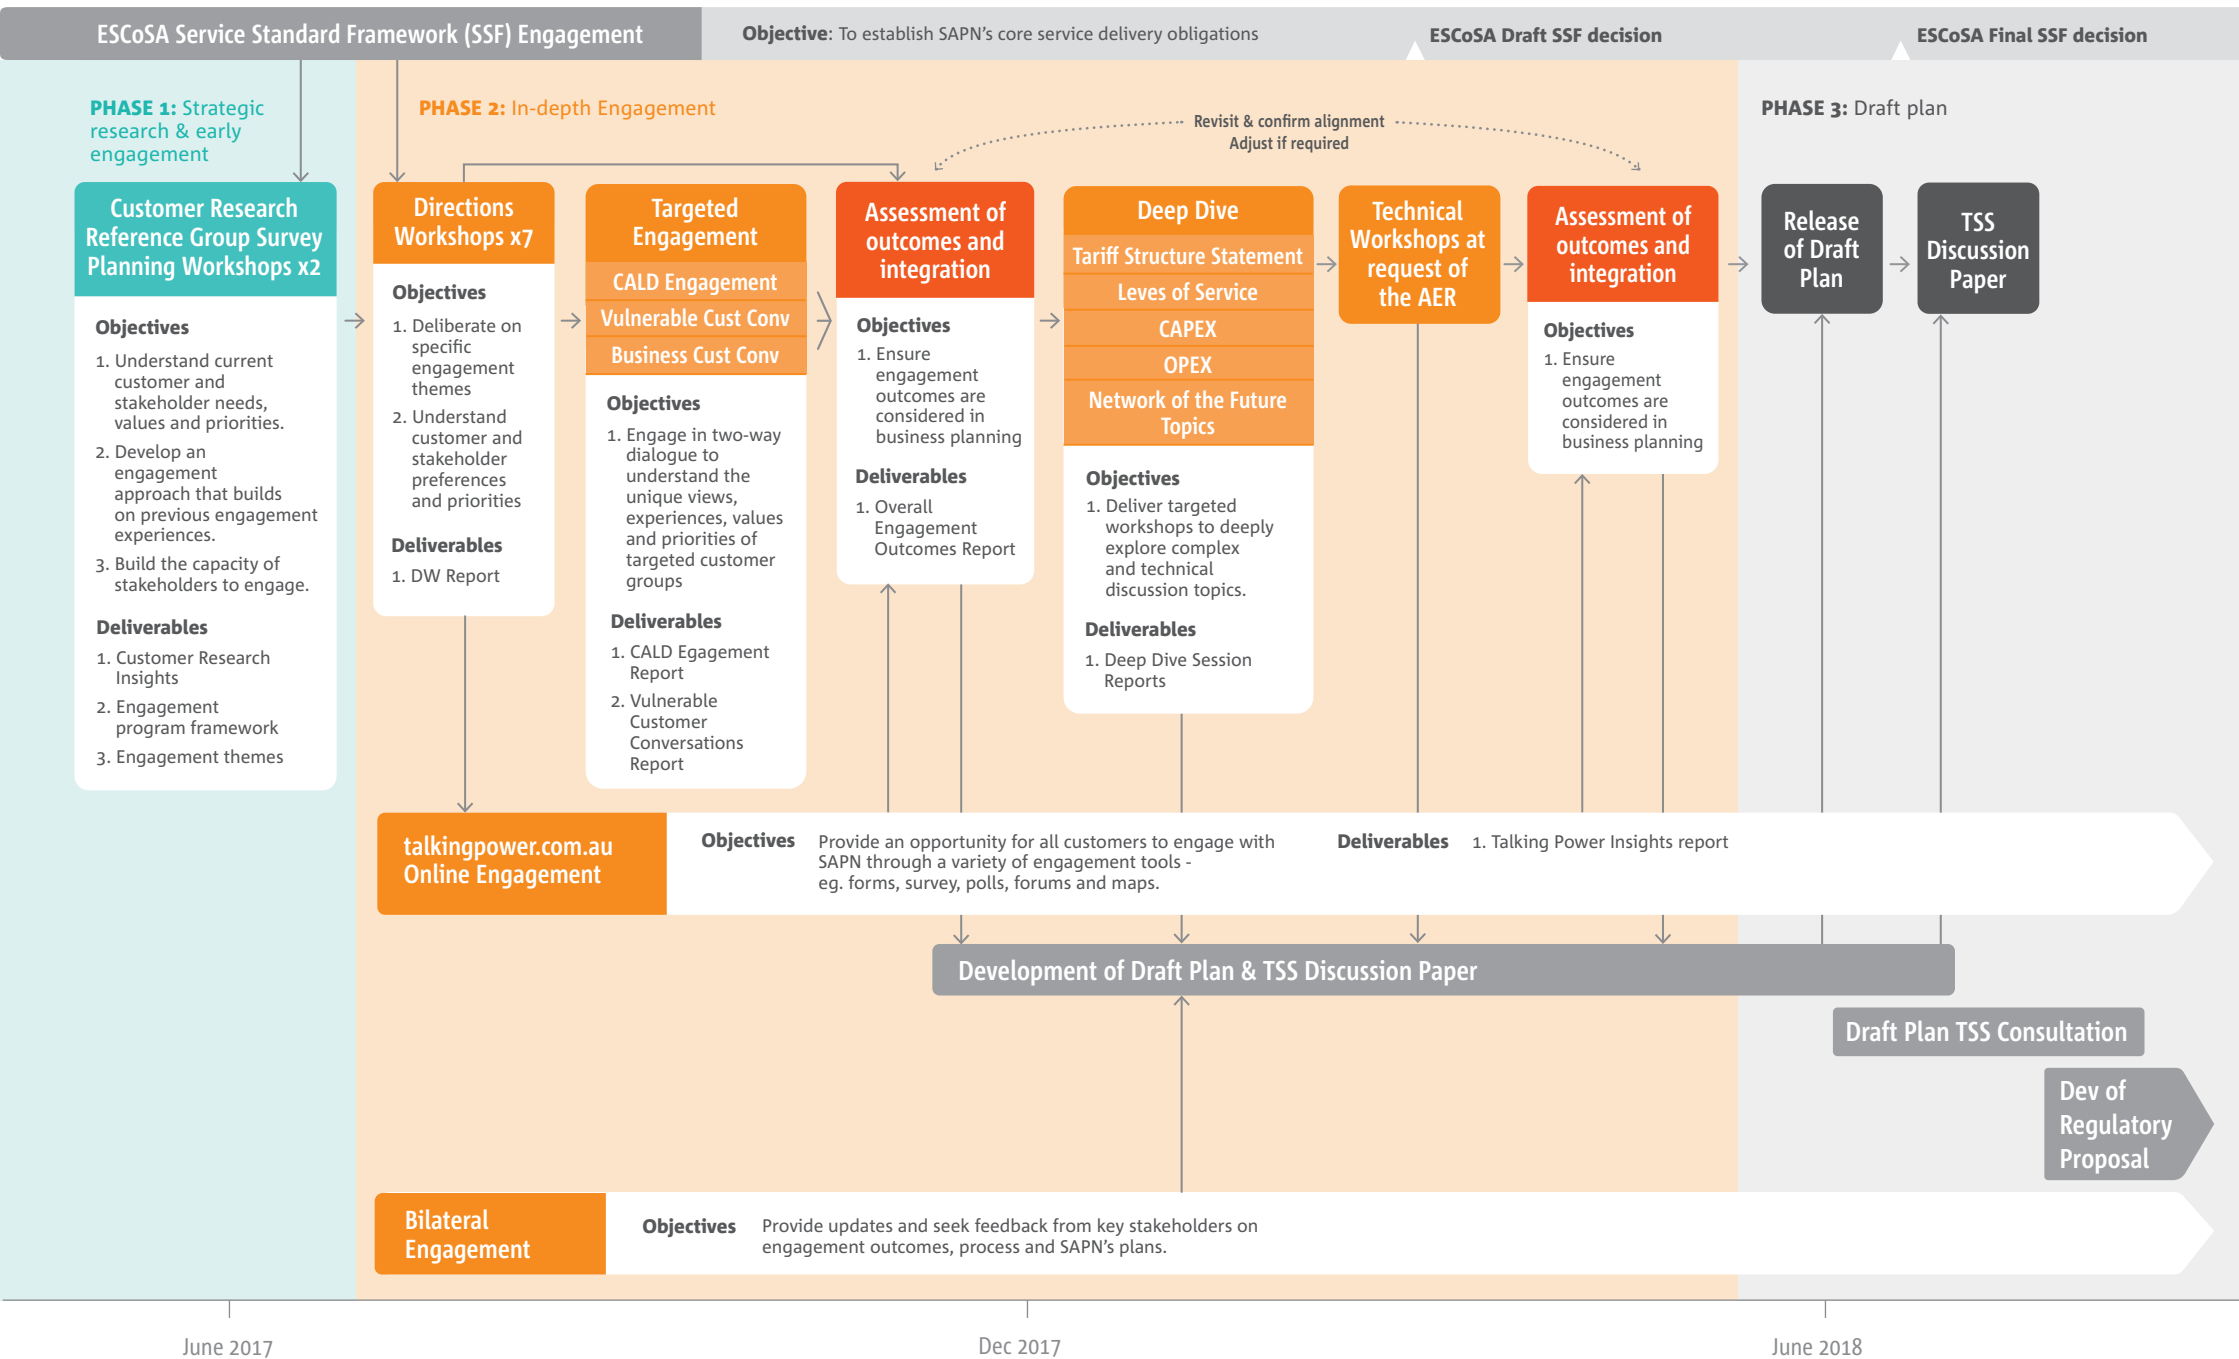 ESCoSA Service Standard Framework (SSF) Engagement
Objective: To establish SAPN's core service delivery obligations
ESCoSA Draft SSF decision
ESCoSA Final SSF decision
PHASE 1: Strategic
research & early
engagement
PHASE 2: In-depth Engagement
Revisit & confirm alignment
Adjust if required
PHASE 3: Draft plan
Customer Research
Reference Group Survey
Planning Workshops x2
Objectives
1. Understand current
customer and
stakeholder needs,
values and priorities.
2. Develop an
engagement
approach that builds
on previous engagement
experiences.
3. Build the capacity of
stakeholders to engage.
Deliverables
1. Customer Research
Insights
2. Engagement
program framework
3. Engagement themes
Directions
Workshops x7
Objectives
1. Deliberate on
specific
engagement
themes
2. Understand
customer and
stakeholder
preferences
and priorities
Deliverables
1. DW Report
Targeted
Engagement
CALD Engagement
Vulnerable Cust Conv
Business Cust Conv
Objectives
1. Engage in two-way
dialogue to
understand the
unique views,
experiences, values
and priorities of
targeted customer
groups
Deliverables
1. CALD Egagement
Report
2. Vulnerable
Customer
Conversations
Report
Assessment of
outcomes and
integration
Objectives
1. Ensure
engagement
outcomes are
considered in
business planning
Deliverables
1. Overall
Engagement
Outcomes Report
Deep Dive
Tariff Structure Statement
Leves of Service
CAPEX
OPEX
Network of the Future
Topics
Objectives
1. Deliver targeted
workshops to deeply
explore complex
and technical
discussion topics.
Deliverables
1. Deep Dive Session
Reports
Technical
Workshops at
request of
the AER
Assessment of
outcomes and
integration
Objectives
1. Ensure
engagement
outcomes are
considered in
business planning
Release
of Draft
Plan
TSS
Discussion
Paper
talkingpower.com.au
Online Engagement
Objectives
Provide an opportunity for all customers to engage with
SAPN through a variety of engagement tools -
eg. forms, survey, polls, forums and maps.
Deliverables
1. Talking Power Insights report
Development of Draft Plan & TSS Discussion Paper
Draft Plan TSS Consultation
Dev of
Regulatory
Proposal
Bilateral
Engagement
Objectives
Provide updates and seek feedback from key stakeholders on
engagement outcomes, process and SAPN's plans.
June 2017
Dec 2017
June 2018